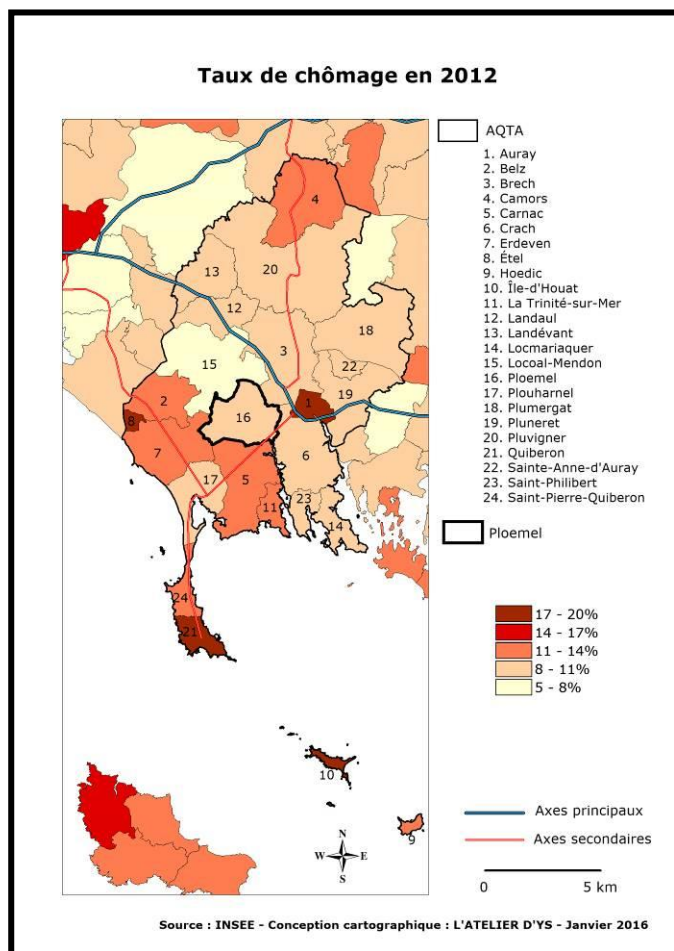 Taux de chômage en 2012
AQTA
1. Auray
2. Belz
3. Brech
4. Camors
5. Carnac
6. Crach
7. Erdeven
8. Étel
9. Hoedic
10. Île-d'Houat
11. La Trinité-sur-Mer
12. Landaul
13. Landévant
14. Locmariaquer
15. Locoal-Mendon
16. Ploemel
17. Plouharnel
18. Plumergat
19. Pluneret
20. Pluvigner
21. Quiberon
22. Sainte-Anne-d'Auray
23. Saint-Philibert
24. Saint-Pierre-Quiberon
Ploemel
17 - 20%
14 - 17%
11 - 14%
8 - 11%
5 - 8%
Axes principaux
Axes secondaires
0 5 km
4
13
20
12
18
3
15
22
19
2
1
8
16
7
6
17
5
23
11
14
24
21
10
9
N
W E
S
Source : INSEE - Conception cartographique : L'ATELIER D'YS - Janvier 2016